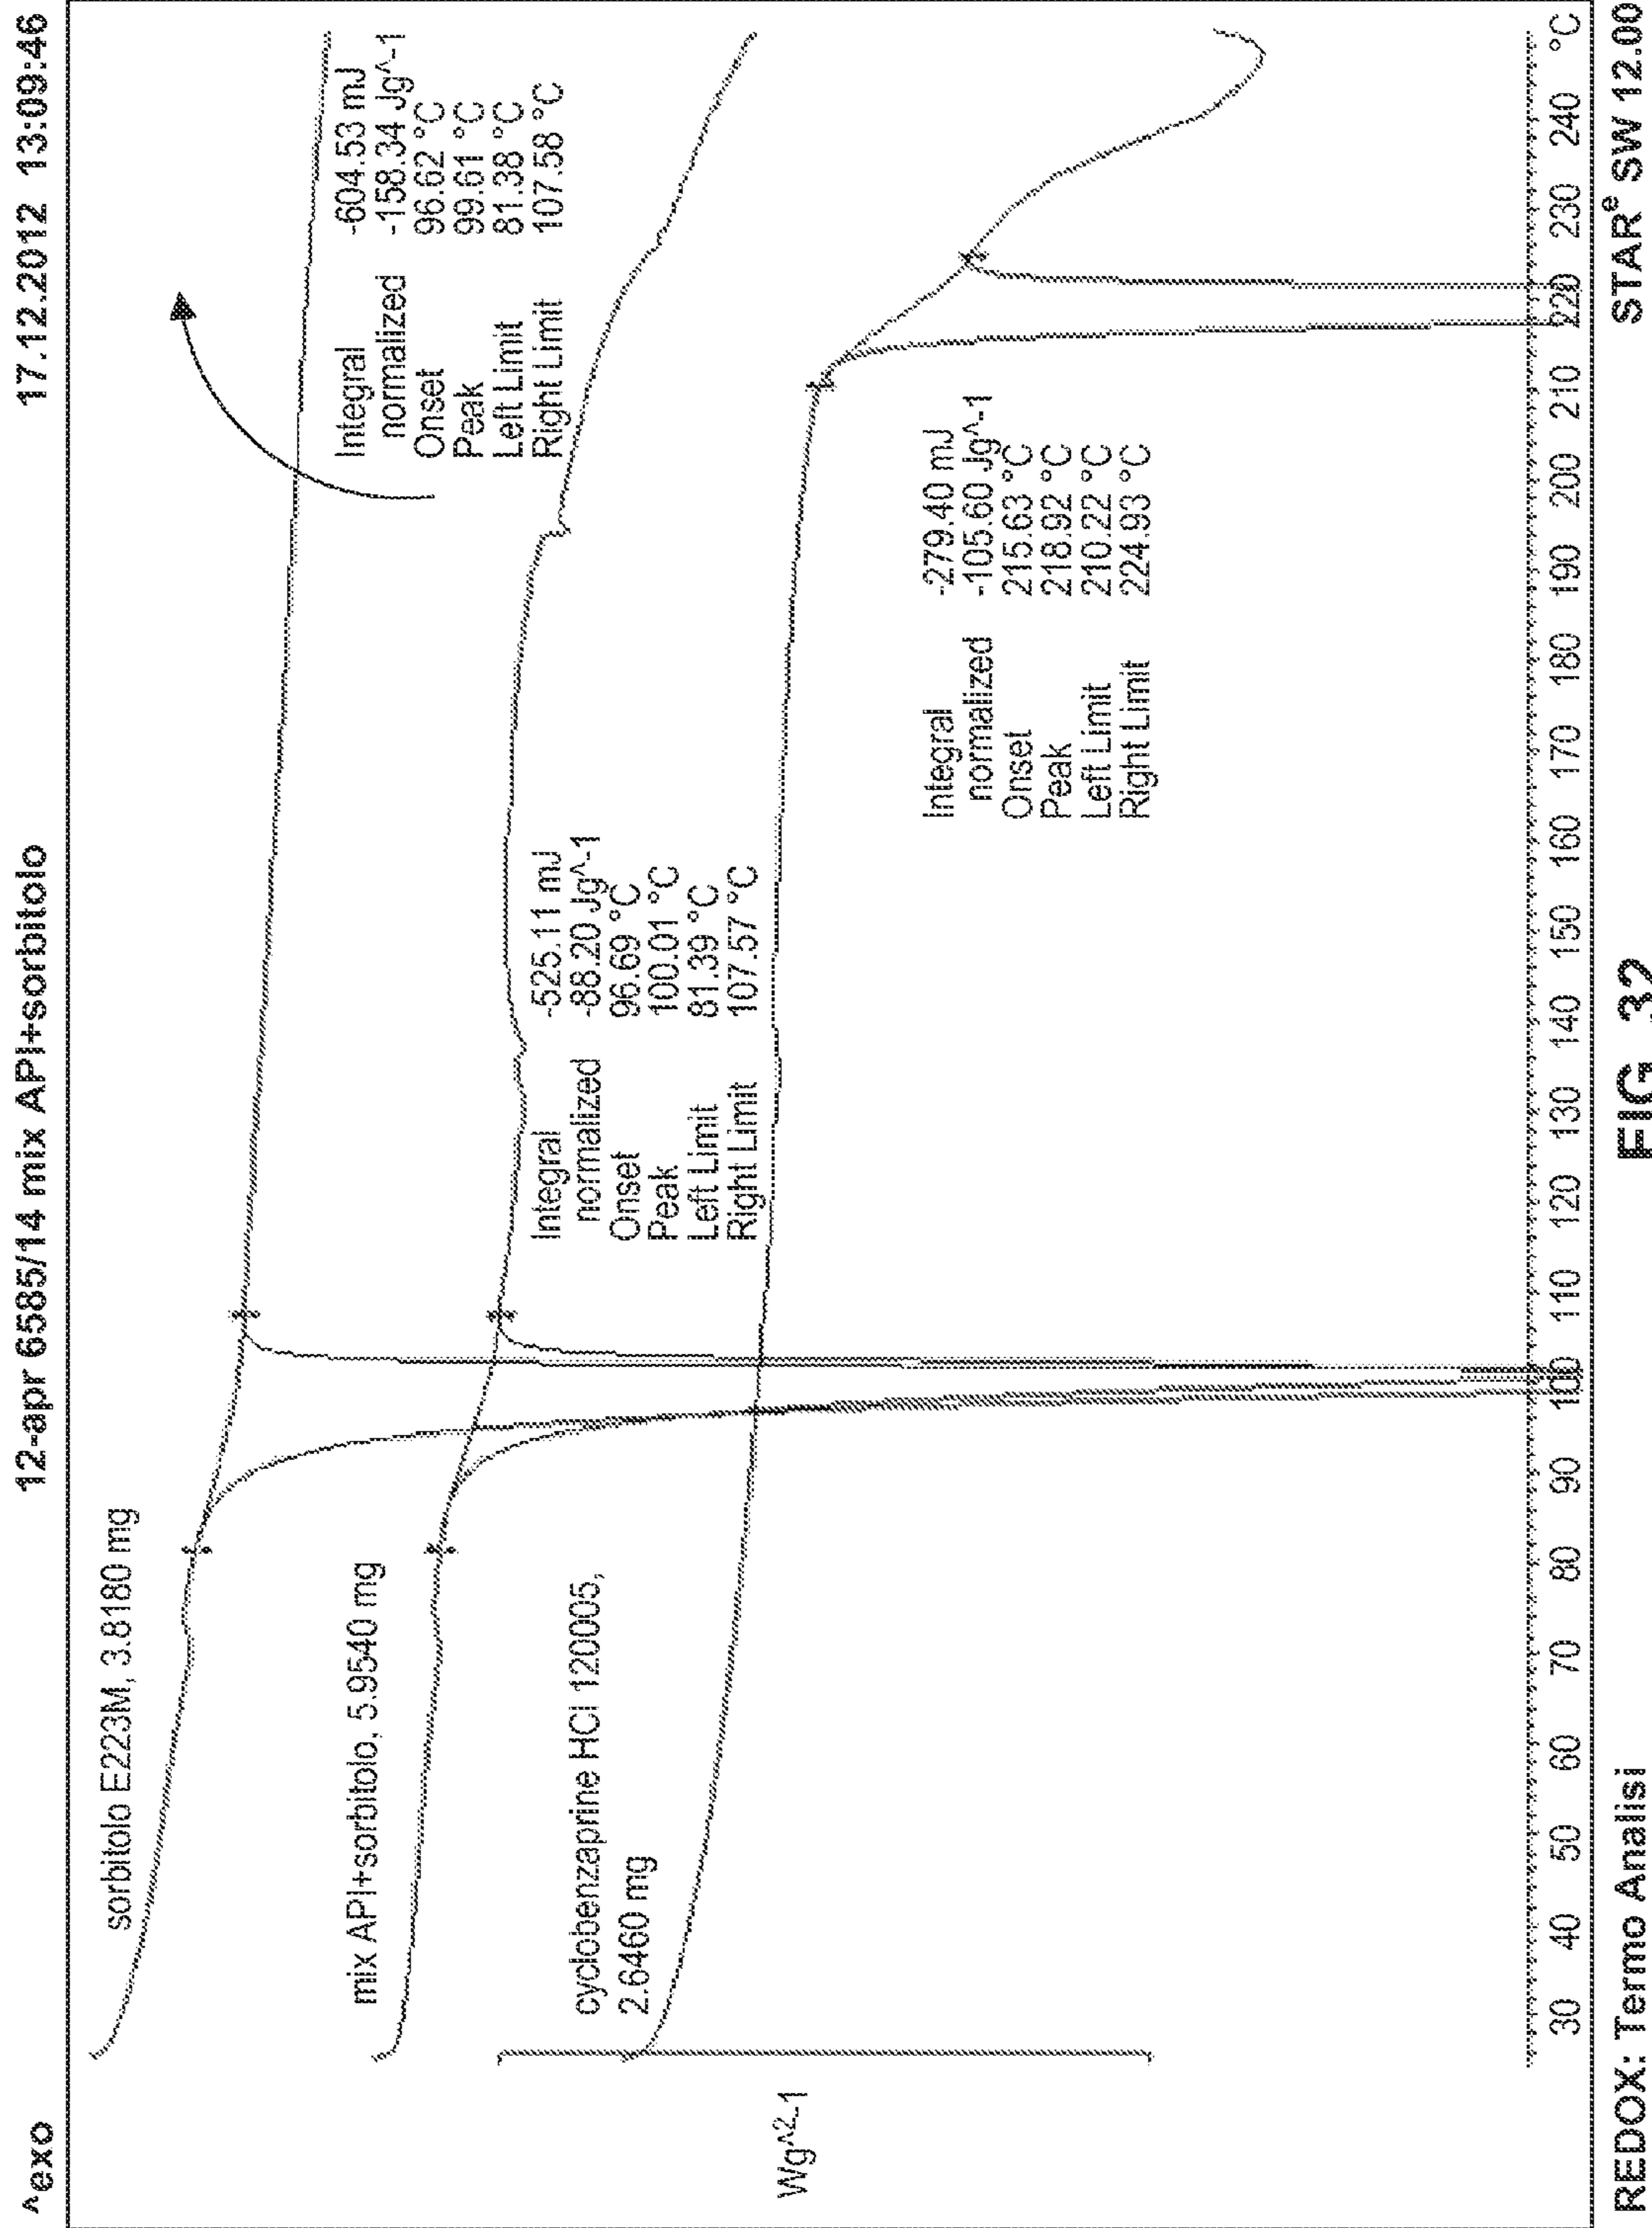 ^exo
12-apr 6585/14 mix API+sorbitolo
17.12.2012 13:09:46
sorbitolo E223M, 3.8180 mg
Integral -604.53 mJ
normalized -158.34 Jg^-1
Onset 96.62 °C
Peak 99.61 °C
Left Limit 81.38 °C
Right Limit 107.58 °C
mix API+sorbitolo, 5.9540 mg
Integral -525.11 mJ
normalized -88.20 Jg^-1
Onset 96.69 °C
Peak 100.01 °C
Left Limit 81.39 °C
Right Limit 107.57 °C
cyclobenzaprine HCl 120005,
2.6460 mg
Integral -279.40 mJ
normalized -105.60 Jg^-1
Onset 215.63 °C
Peak 218.92 °C
Left Limit 210.22 °C
Right Limit 224.93 °C
Wg^2-1
30 40 50 60 70 80 90 100 110 120 130 140 150 160 170 180 190 200 210 220 230 240 °C
REDOX: Termo Analisi
STARe SW 12.00
FIG. 32